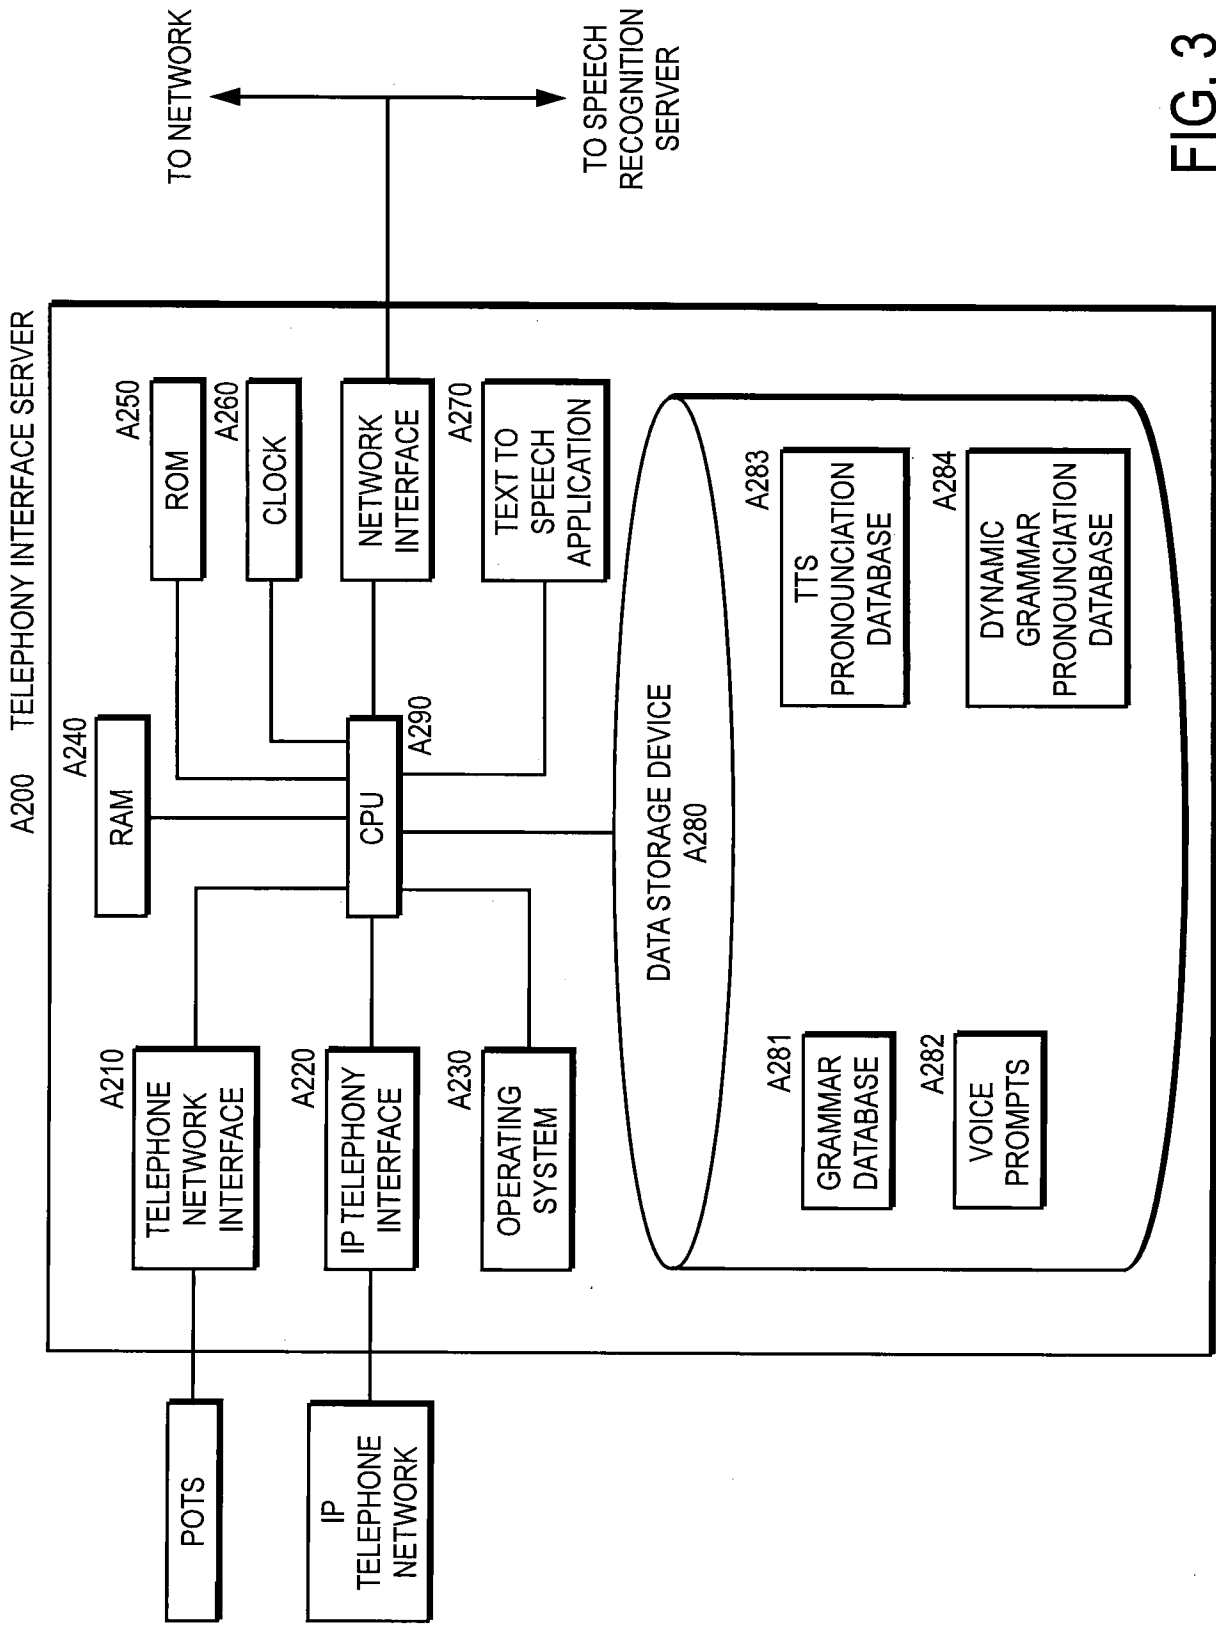 A200 TELEPHONY INTERFACE SERVER
POTS
IP
TELEPHONE
NETWORK
A210
TELEPHONE
NETWORK
INTERFACE
A220
IP TELEPHONY
INTERFACE
A230
OPERATING
SYSTEM
A240
RAM
CPU
A290
A250
ROM
A260
CLOCK
NETWORK
INTERFACE
A270
TEXT TO
SPEECH
APPLICATION
TO NETWORK
TO SPEECH
RECOGNITION
SERVER
DATA STORAGE DEVICE
A280
A281
GRAMMAR
DATABASE
A282
VOICE
PROMPTS
A283
TTS
PRONOUNCIATION
DATABASE
A284
DYNAMIC
GRAMMAR
PRONOUNCIATION
DATABASE
FIG. 3